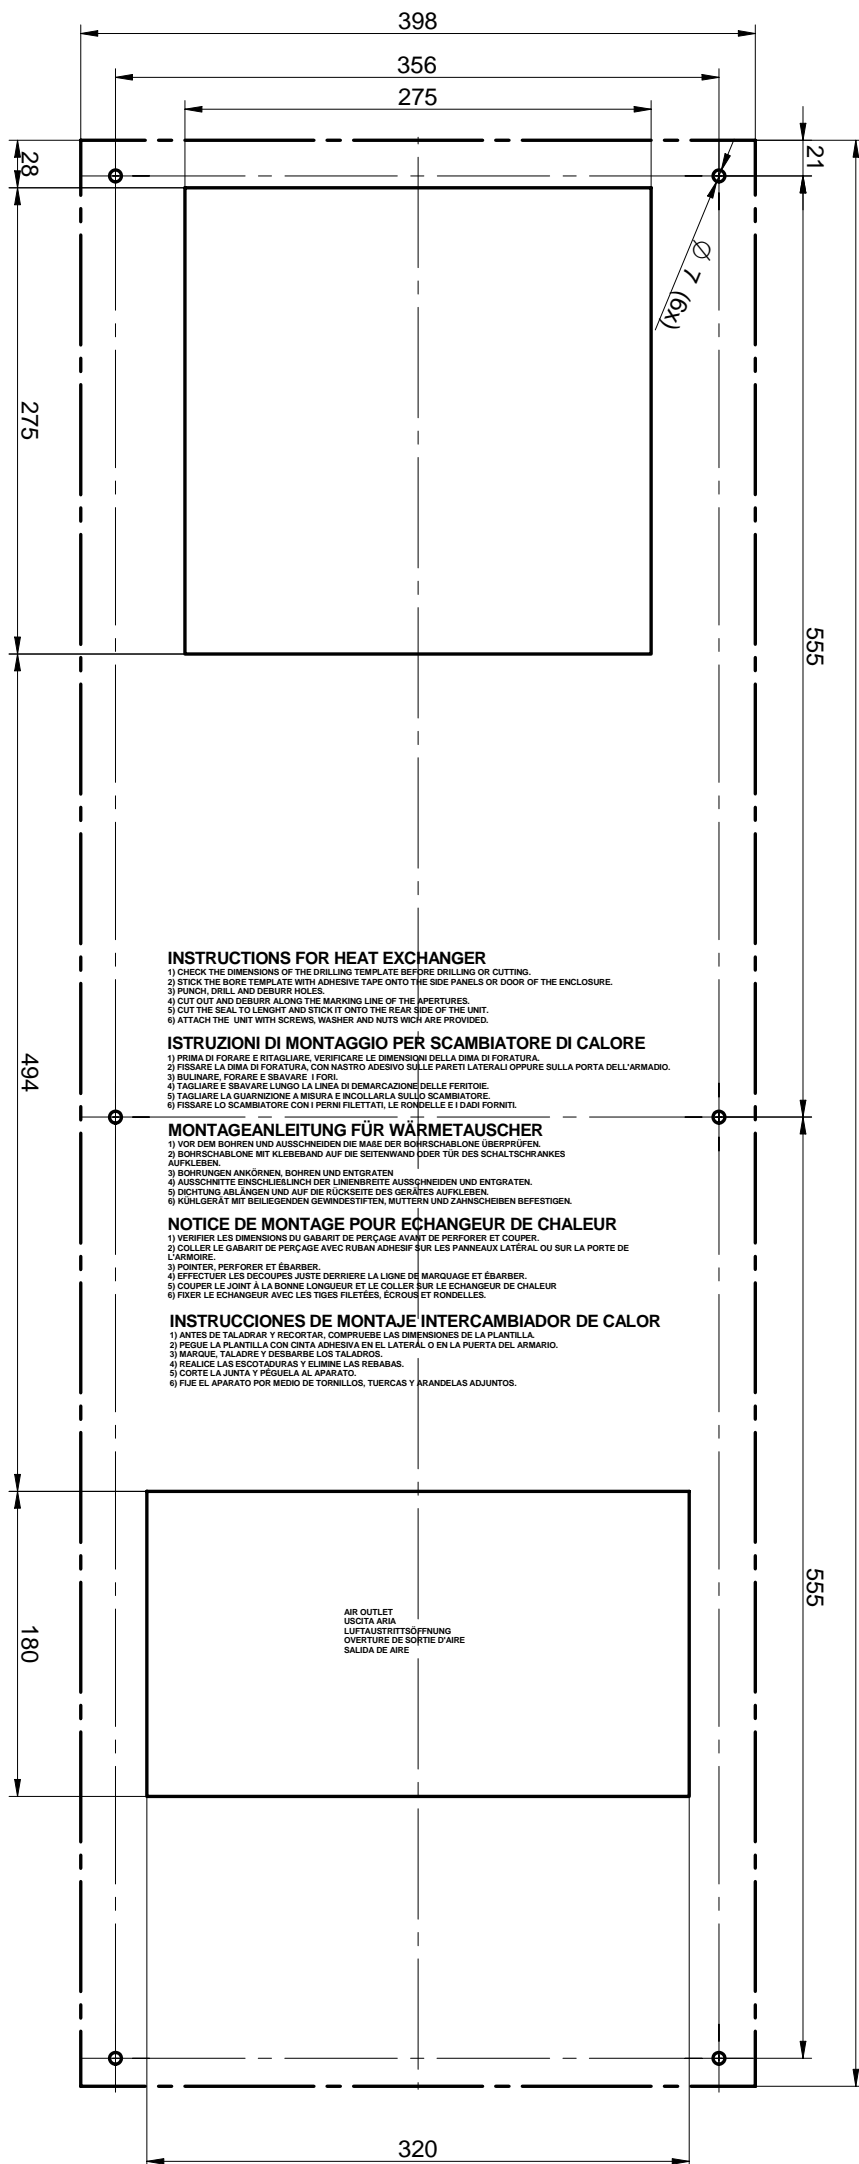 398
356
275
28
21
Ø 7 (6x)
275
555
INSTRUCTIONS FOR HEAT EXCHANGER
1) CHECK THE DIMENSIONS OF THE DRILLING TEMPLATE BEFORE DRILLING OR CUTTING.
2) STICK THE BORE TEMPLATE WITH ADHESIVE TAPE ONTO THE SIDE PANELS OR DOOR OF THE ENCLOSURE.
3) PUNCH, DRILL AND DEBURR HOLES.
4) CUT OUT AND DEBURR ALONG THE MARKING LINE OF THE APERTURES.
5) CUT THE SEAL TO LENGHT AND STICK IT ONTO THE REAR SIDE OF THE UNIT.
6) ATTACH THE UNIT WITH SCREWS, WASHER AND NUTS WICH ARE PROVIDED.
ISTRUZIONI DI MONTAGGIO PER SCAMBIATORE DI CALORE
1) PRIMA DI FORARE E RITAGLIARE, VERIFICARE LE DIMENSIONI DELLA DIMA DI FORATURA.
2) FISSARE LA DIMA DI FORATURA, CON NASTRO ADESIVO SULLE PARETI LATERALI OPPURE SULLA PORTA DELL'ARMADIO.
3) BULINARE, FORARE E SBAVARE I FORI.
4) TAGLIARE E SBAVARE LUNGO LA LINEA DI DEMARCAZIONE DELLE FERITOIE.
5) TAGLIARE LA GUARNIZIONE A MISURA E INCOLLARLA SULLO SCAMBIATORE.
6) FISSARE LO SCAMBIATORE CON I PERNI FILETTATI, LE RONDELLE E I DADI FORNITI.
494
MONTAGEANLEITUNG FÜR WÄRMETAUSCHER
1) VOR DEM BOHREN UND AUSSCHNEIDEN DIE MAßE DER BOHRSCHABLONE ÜBERPRÜFEN.
2) BOHRSCHABLONE MIT KLEBEBAND AUF DIE SEITENWAND ODER TÜR DES SCHALTSCHRANKES
AUFKLEBEN.
3) BOHRUNGEN ANKÖRNEN, BOHREN UND ENTGRATEN
4) AUSSCHNITTE EINSCHLIEßLINCH DER LINIENBREITE AUSSCHNEIDEN UND ENTGRATEN.
5) DICHTUNG ABLÄNGEN UND AUF DIE RÜCKSEITE DES GERÄTES AUFKLEBEN.
6) KÜHLGERÄT MIT BEILIEGENDEN GEWINDESTIFTEN, MUTTERN UND ZAHNSCHEIBEN BEFESTIGEN.
NOTICE DE MONTAGE POUR ECHANGEUR DE CHALEUR
1) VERIFIER LES DIMENSIONS DU GABARIT DE PERÇAGE AVANT DE PERFORER ET COUPER.
2) COLLER LE GABARIT DE PERÇAGE AVEC RUBAN ADHESIF SUR LES PANNEAUX LATÉRAL OU SUR LA PORTE DE
L'ARMOIRE.
3) POINTER, PERFORER ET ÉBARBER.
4) EFFECTUER LES DECOUPES JUSTE DERRIERE LA LIGNE DE MARQUAGE ET ÉBARBER.
5) COUPER LE JOINT À LA BONNE LONGUEUR ET LE COLLER SUR LE ECHANGEUR DE CHALEUR
6) FIXER LE ECHANGEUR AVEC LES TIGES FILETÉES, ÉCROUS ET RONDELLES.
INSTRUCCIONES DE MONTAJE INTERCAMBIADOR DE CALOR
1) ANTES DE TALADRAR Y RECORTAR, COMPRUEBE LAS DIMENSIONES DE LA PLANTILLA.
2) PEGUE LA PLANTILLA CON CINTA ADHESIVA EN EL LATERAL O EN LA PUERTA DEL ARMARIO.
3) MARQUE, TALADRE Y DESBARBE LOS TALADROS.
4) REALICE LAS ESCOTADURAS Y ELIMINE LAS REBABAS.
5) CORTE LA JUNTA Y PÉGUELA AL APARATO.
6) FIJE EL APARATO POR MEDIO DE TORNILLOS, TUERCAS Y ARANDELAS ADJUNTOS.
555
AIR OUTLET
USCITA ARIA
LUFTAUSTRITTSÖFFNUNG
OVERTURE DE SORTIE D'AIRE
SALIDA DE AIRE
180
320